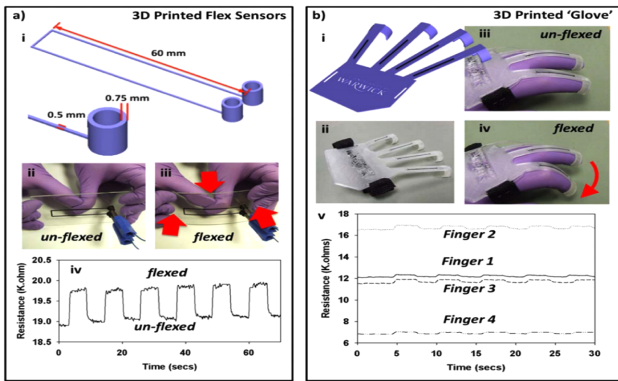 a) 3D Printed Flex Sensors
i
60 mm
0.75 mm
0.5 mm
ii
un-flexed
iii
flexed
iv
Resistance (K.ohm)
20.5
20.0
19.5
19.0
18.5
flexed
un-flexed
0 20 40 60
Time (secs)
b) 3D Printed 'Glove'
i
WARWICK
iii un-flexed
ii
iv flexed
v
Resistance (K.ohms)
18
16
14
12
10
8
6
Finger 2
Finger 1
Finger 3
Finger 4
0 5 10 15 20 25 30
Time (secs)